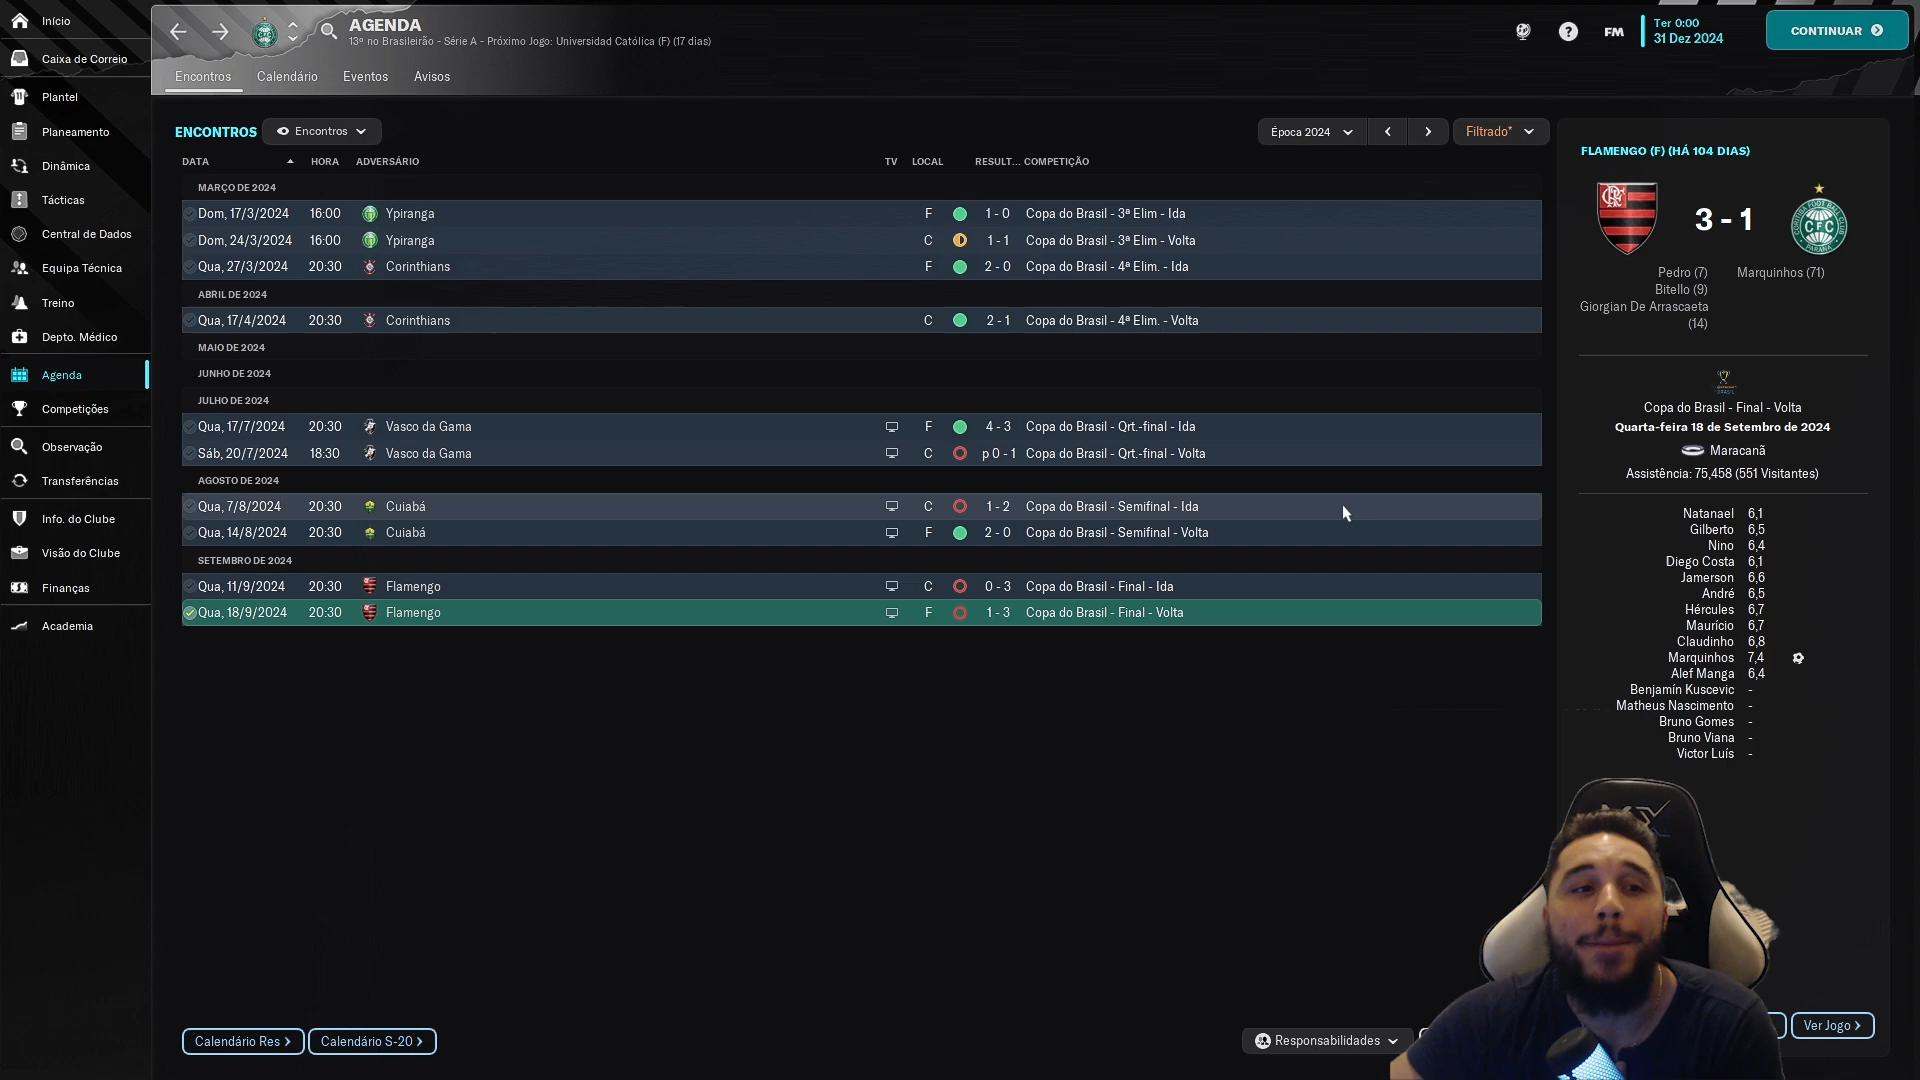 Início
Caixa de Correio
Plantel
Planeamento
Dinâmica
Tácticas
Central de Dados
Equipa Técnica
Treino
Depto. Médico
Agenda
Competições
Observação
Transferências
Info. do Clube
Visão do Clube
Finanças
Academia
AGENDA
13º no Brasileirão - Série A - Próximo Jogo: Universidad Católica (F) (17 dias)
FM
Ter 0:00
31 Dez 2024
CONTINUAR
Encontros Calendário Eventos Avisos
ENCONTROS Encontros
Época 2024
Filtrado*
DATA HORA ADVERSÁRIO TV LOCAL RESULT... COMPETIÇÃO
MARÇO DE 2024
Dom, 17/3/2024 16:00 Ypiranga F 1 - 0 Copa do Brasil - 3ª Elim - Ida
Dom, 24/3/2024 16:00 Ypiranga C 1 - 1 Copa do Brasil - 3ª Elim - Volta
Qua, 27/3/2024 20:30 Corinthians F 2 - 0 Copa do Brasil - 4ª Elim. - Ida
ABRIL DE 2024
Qua, 17/4/2024 20:30 Corinthians C 2 - 1 Copa do Brasil - 4ª Elim. - Volta
MAIO DE 2024
JUNHO DE 2024
JULHO DE 2024
Qua, 17/7/2024 20:30 Vasco da Gama F 4 - 3 Copa do Brasil - Qrt.-final - Ida
Sáb, 20/7/2024 18:30 Vasco da Gama C p 0 - 1 Copa do Brasil - Qrt.-final - Volta
AGOSTO DE 2024
Qua, 7/8/2024 20:30 Cuiabá C 1 - 2 Copa do Brasil - Semifinal - Ida
Qua, 14/8/2024 20:30 Cuiabá F 2 - 0 Copa do Brasil - Semifinal - Volta
SETEMBRO DE 2024
Qua, 11/9/2024 20:30 Flamengo C 0 - 3 Copa do Brasil - Final - Ida
Qua, 18/9/2024 20:30 Flamengo F 1 - 3 Copa do Brasil - Final - Volta
FLAMENGO (F) (HÁ 104 DIAS)
3 - 1
Pedro (7) Marquinhos (71)
Bitello (9)
Giorgian De Arrascaeta
(14)
Copa do Brasil - Final - Volta
Quarta-feira 18 de Setembro de 2024
Maracanã
Assistência: 75,458 (551 Visitantes)
Natanael 6,1
Gilberto 6,5
Nino 6,4
Diego Costa 6,1
Jamerson 6,6
André 6,5
Hércules 6,7
Maurício 6,7
Claudinho 6,8
Marquinhos 7,4
Alef Manga 6,4
Benjamín Kuscevic -
Matheus Nascimento -
Bruno Gomes -
Bruno Viana -
Victor Luís -
Calendário Res
Calendário S-20
Responsabilidades
Ver Jogo